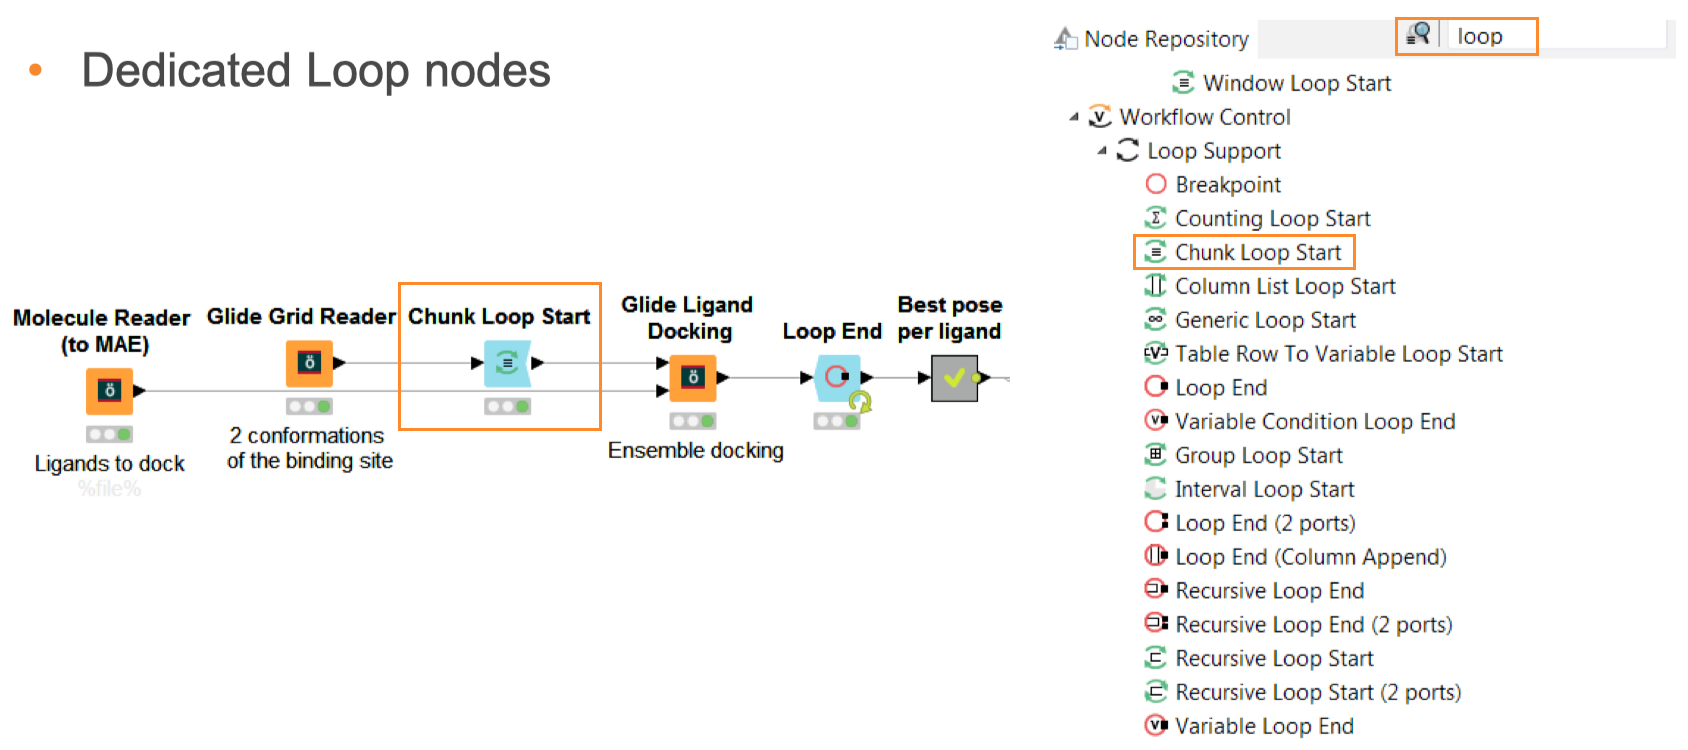 • Dedicated Loop nodes
Molecule Reader
(to MAE)
Ligands to dock
%file%
Glide Grid Reader
2 conformations
of the binding site
Chunk Loop Start
Glide Ligand
Docking
Ensemble docking
Loop End
Best pose
per ligand
Node Repository
loop
Window Loop Start
Workflow Control
Loop Support
Breakpoint
Counting Loop Start
Chunk Loop Start
Column List Loop Start
Generic Loop Start
Table Row To Variable Loop Start
Loop End
Variable Condition Loop End
Group Loop Start
Interval Loop Start
Loop End (2 ports)
Loop End (Column Append)
Recursive Loop End
Recursive Loop End (2 ports)
Recursive Loop Start
Recursive Loop Start (2 ports)
Variable Loop End